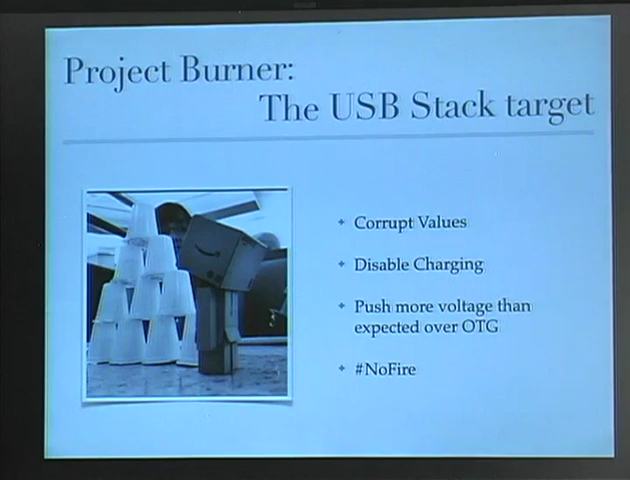 Project Burner:
The USB Stack target
Corrupt Values
Disable Charging
Push more voltage than
expected over OTG
#NoFire